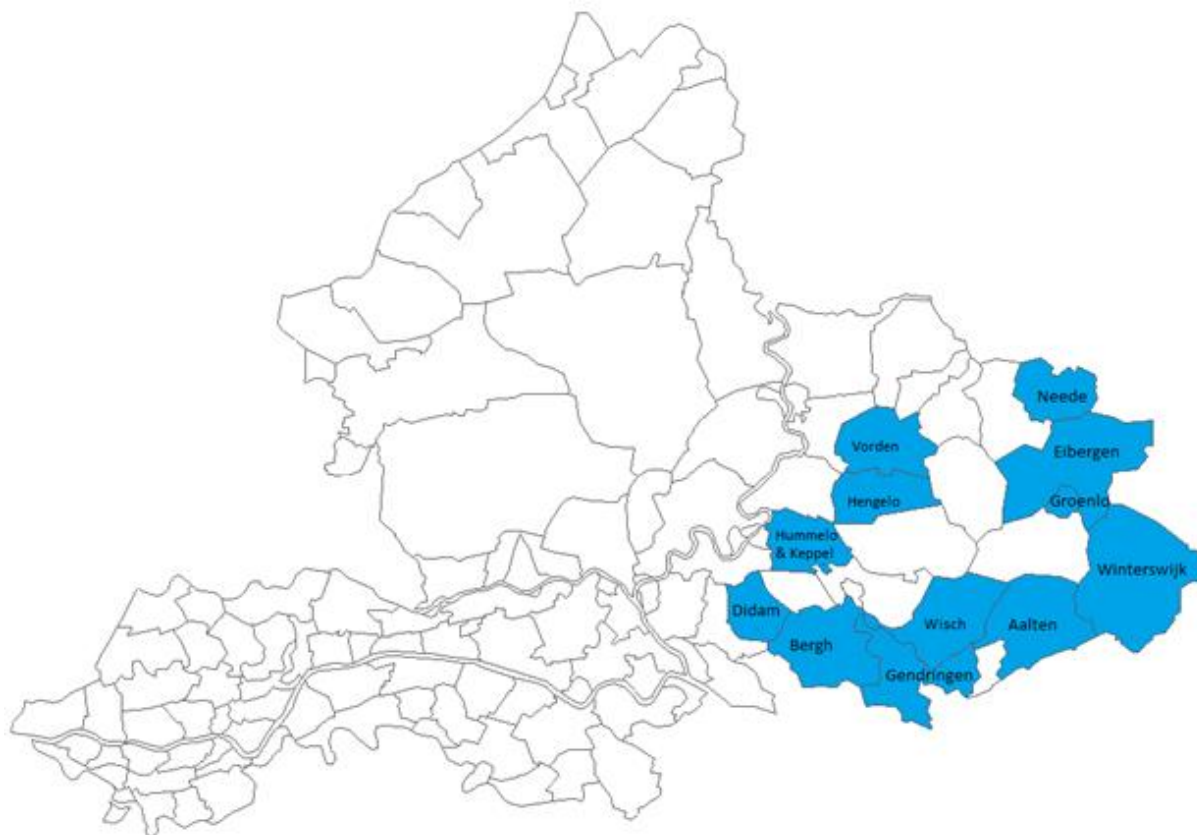 Neede
Vorden
Eibergen
Hengelo
Groenlo
Hummelo
& Keppel
Winterswijk
Didam
Wisch
Aalten
Bergh
Gendringen